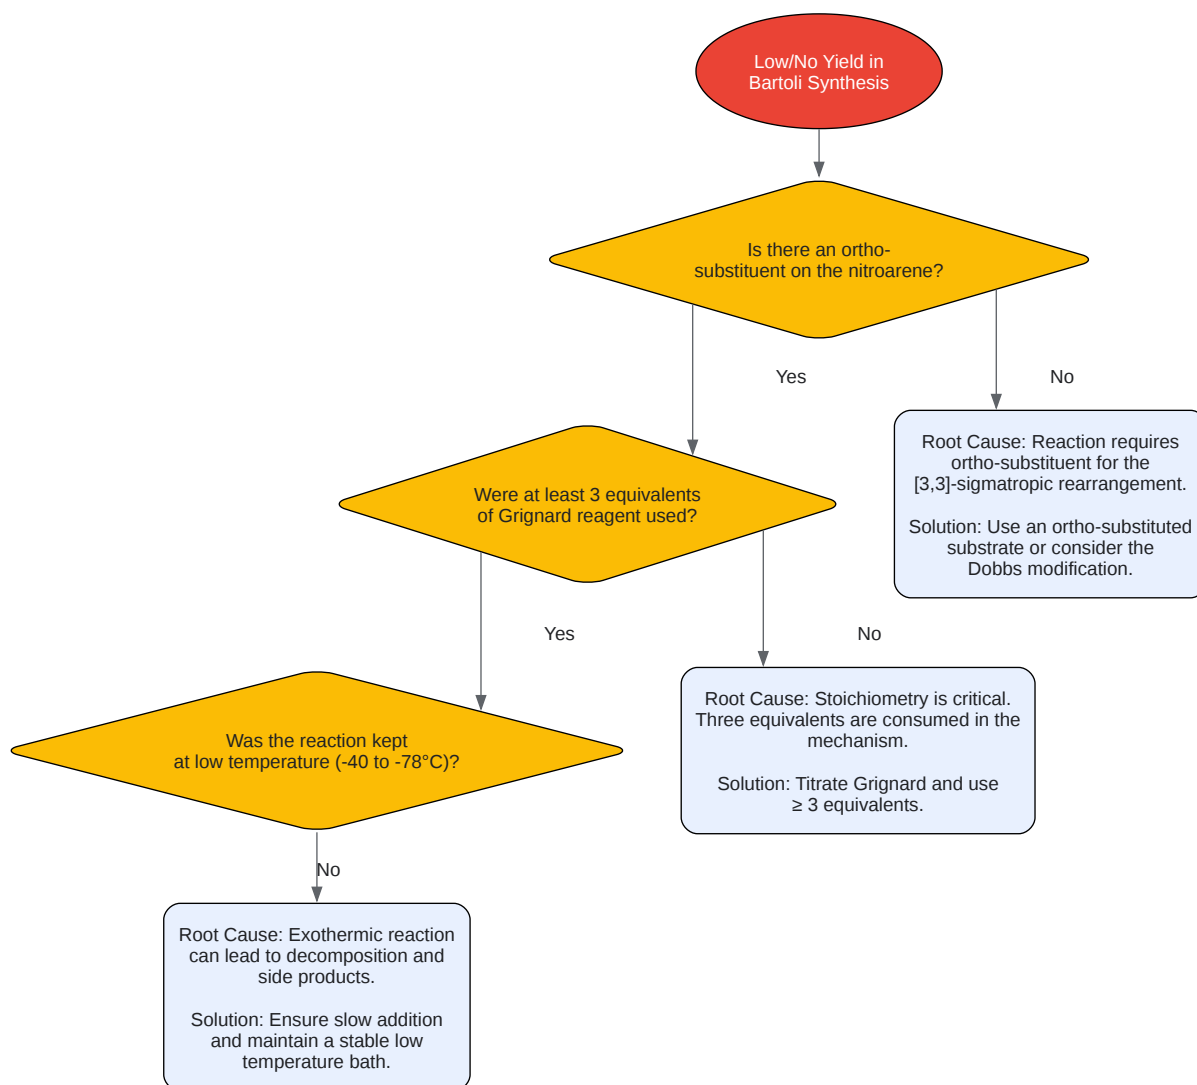 Low/No Yield in
Bartoli Synthesis
Is there an ortho-
substituent on the nitroarene?
Yes
No
Root Cause: Reaction requires
ortho-substituent for the
[3,3]-sigmatropic rearrangement.
Solution: Use an ortho-substituted
substrate or consider the
Dobbs modification.
Were at least 3 equivalents
of Grignard reagent used?
Yes
No
Root Cause: Stoichiometry is critical.
Three equivalents are consumed in the
mechanism.
Solution: Titrate Grignard and use
≥ 3 equivalents.
Was the reaction kept
at low temperature (-40 to -78°C)?
No
Root Cause: Exothermic reaction
can lead to decomposition and
side products.
Solution: Ensure slow addition
and maintain a stable low
temperature bath.